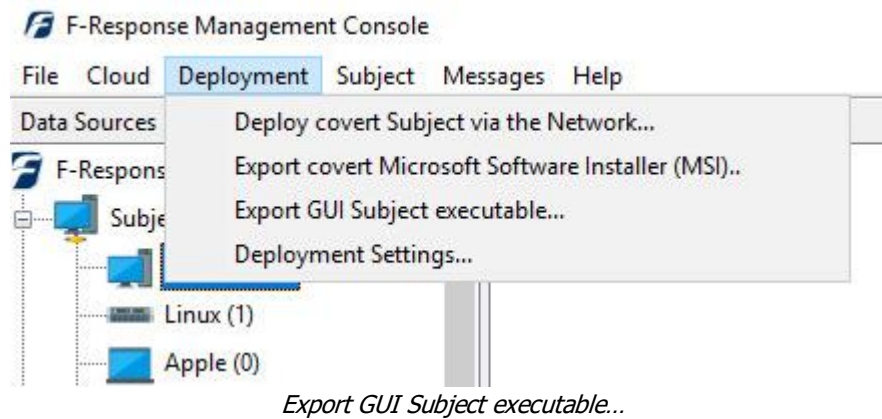 F-Response Management Console
File Cloud Deployment Subject Messages Help
Data Sources
Deploy covert Subject via the Network...
F-Respons
Export covert Microsoft Software Installer (MSI)..
Subje
Export GUI Subject executable...
Deployment Settings...
Linux (1)
Apple (0)
Export GUI Subject executable…